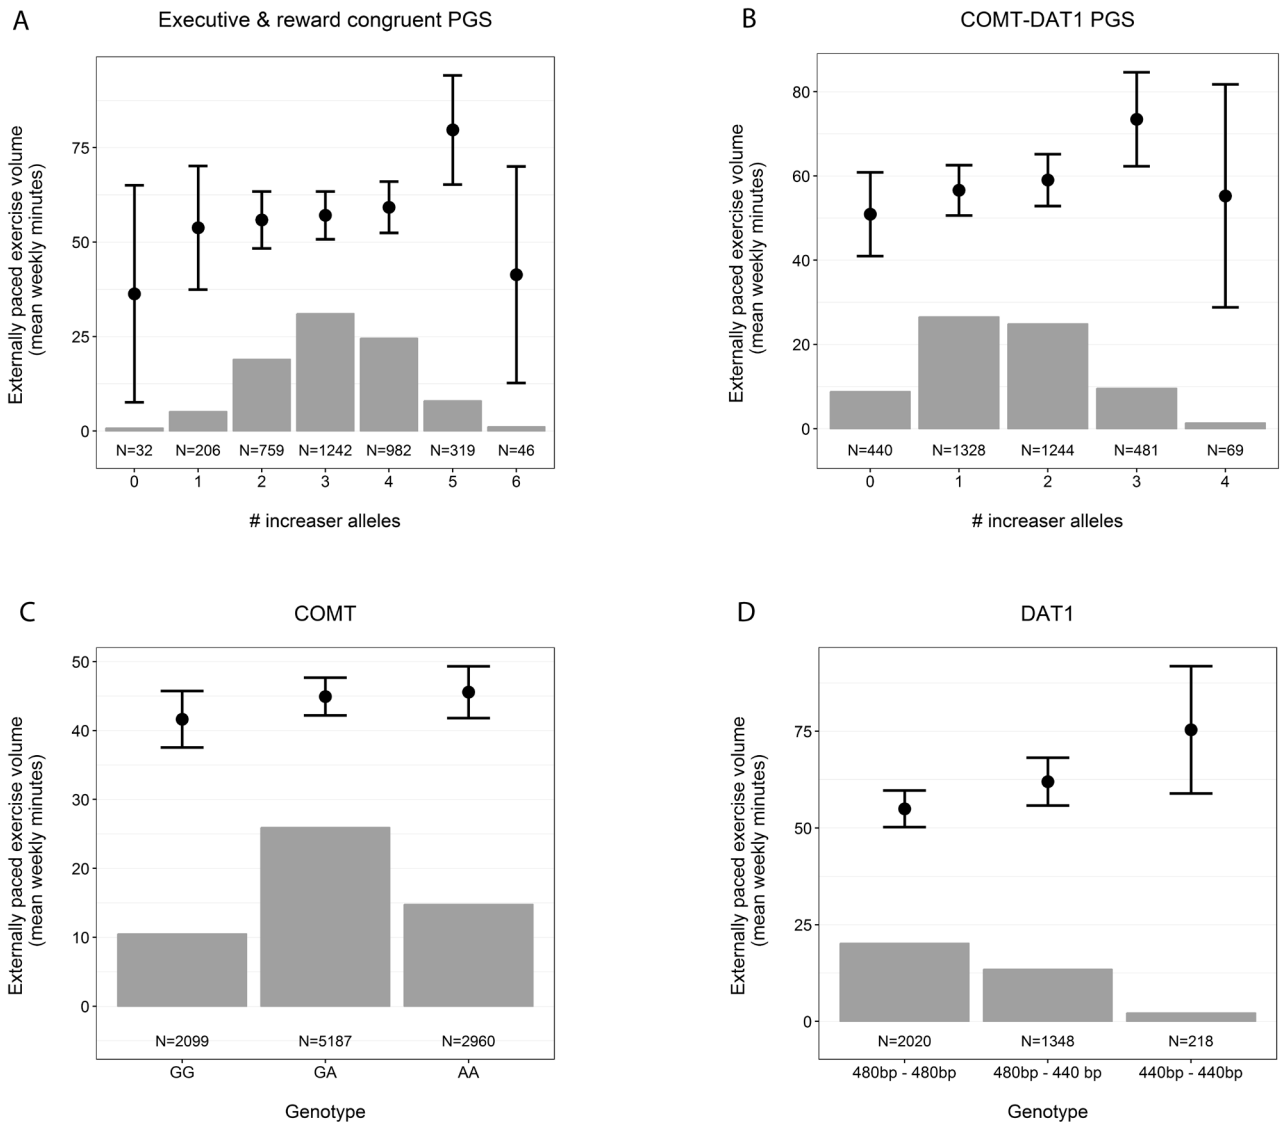 A
Executive & reward congruent PGS
Externally paced exercise volume
(mean weekly minutes)
75
50
25
0
N=32 N=206 N=759 N=1242 N=982 N=319 N=46
0 1 2 3 4 5 6
# increaser alleles
B
COMT-DAT1 PGS
Externally paced exercise volume
(mean weekly minutes)
80
60
40
20
0
N=440 N=1328 N=1244 N=481 N=69
0 1 2 3 4
# increaser alleles
C
COMT
Externally paced exercise volume
(mean weekly minutes)
50
40
30
20
10
0
N=2099 N=5187 N=2960
GG GA AA
Genotype
D
DAT1
Externally paced exercise volume
(mean weekly minutes)
75
50
25
0
N=2020 N=1348 N=218
480bp - 480bp 480bp - 440 bp 440bp - 440bp
Genotype